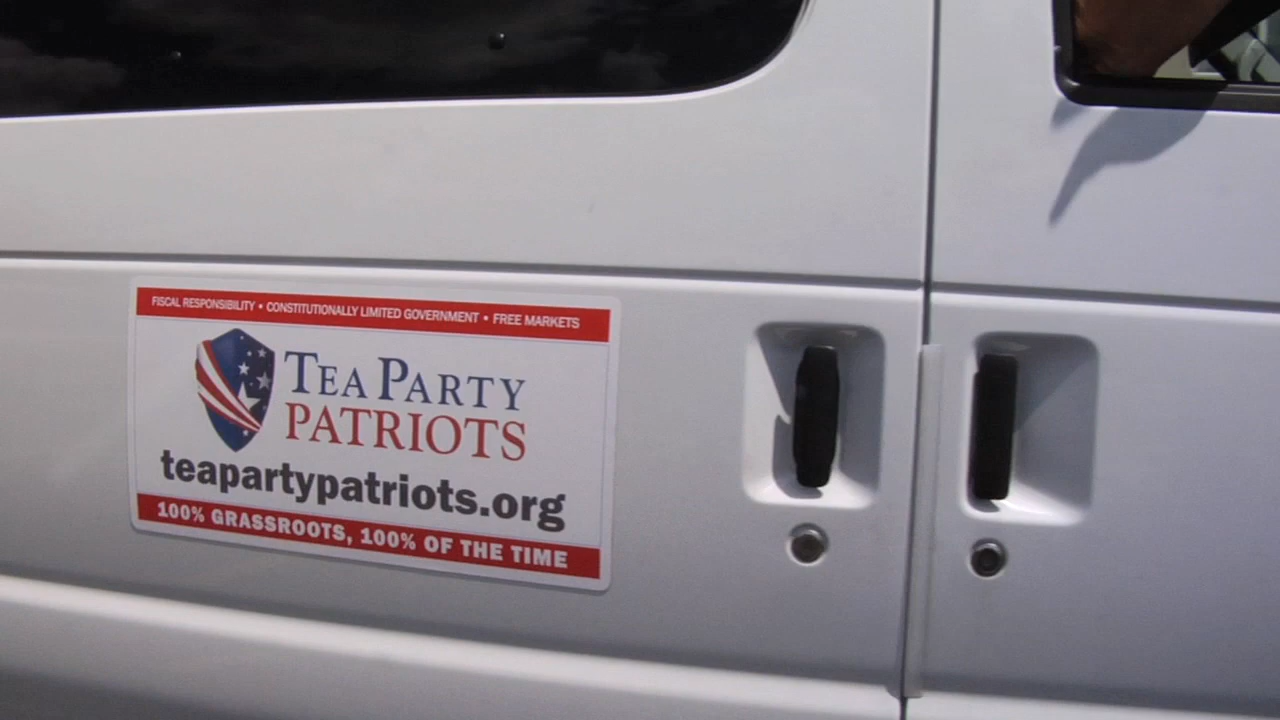 FISCAL RESPONSIBILITY • CONSTITUTIONALLY LIMITED GOVERNMENT • FREE MARKETS
TEA PARTY
PATRIOTS
teapartypatriots.org
100% GRASSROOTS, 100% OF THE TIME